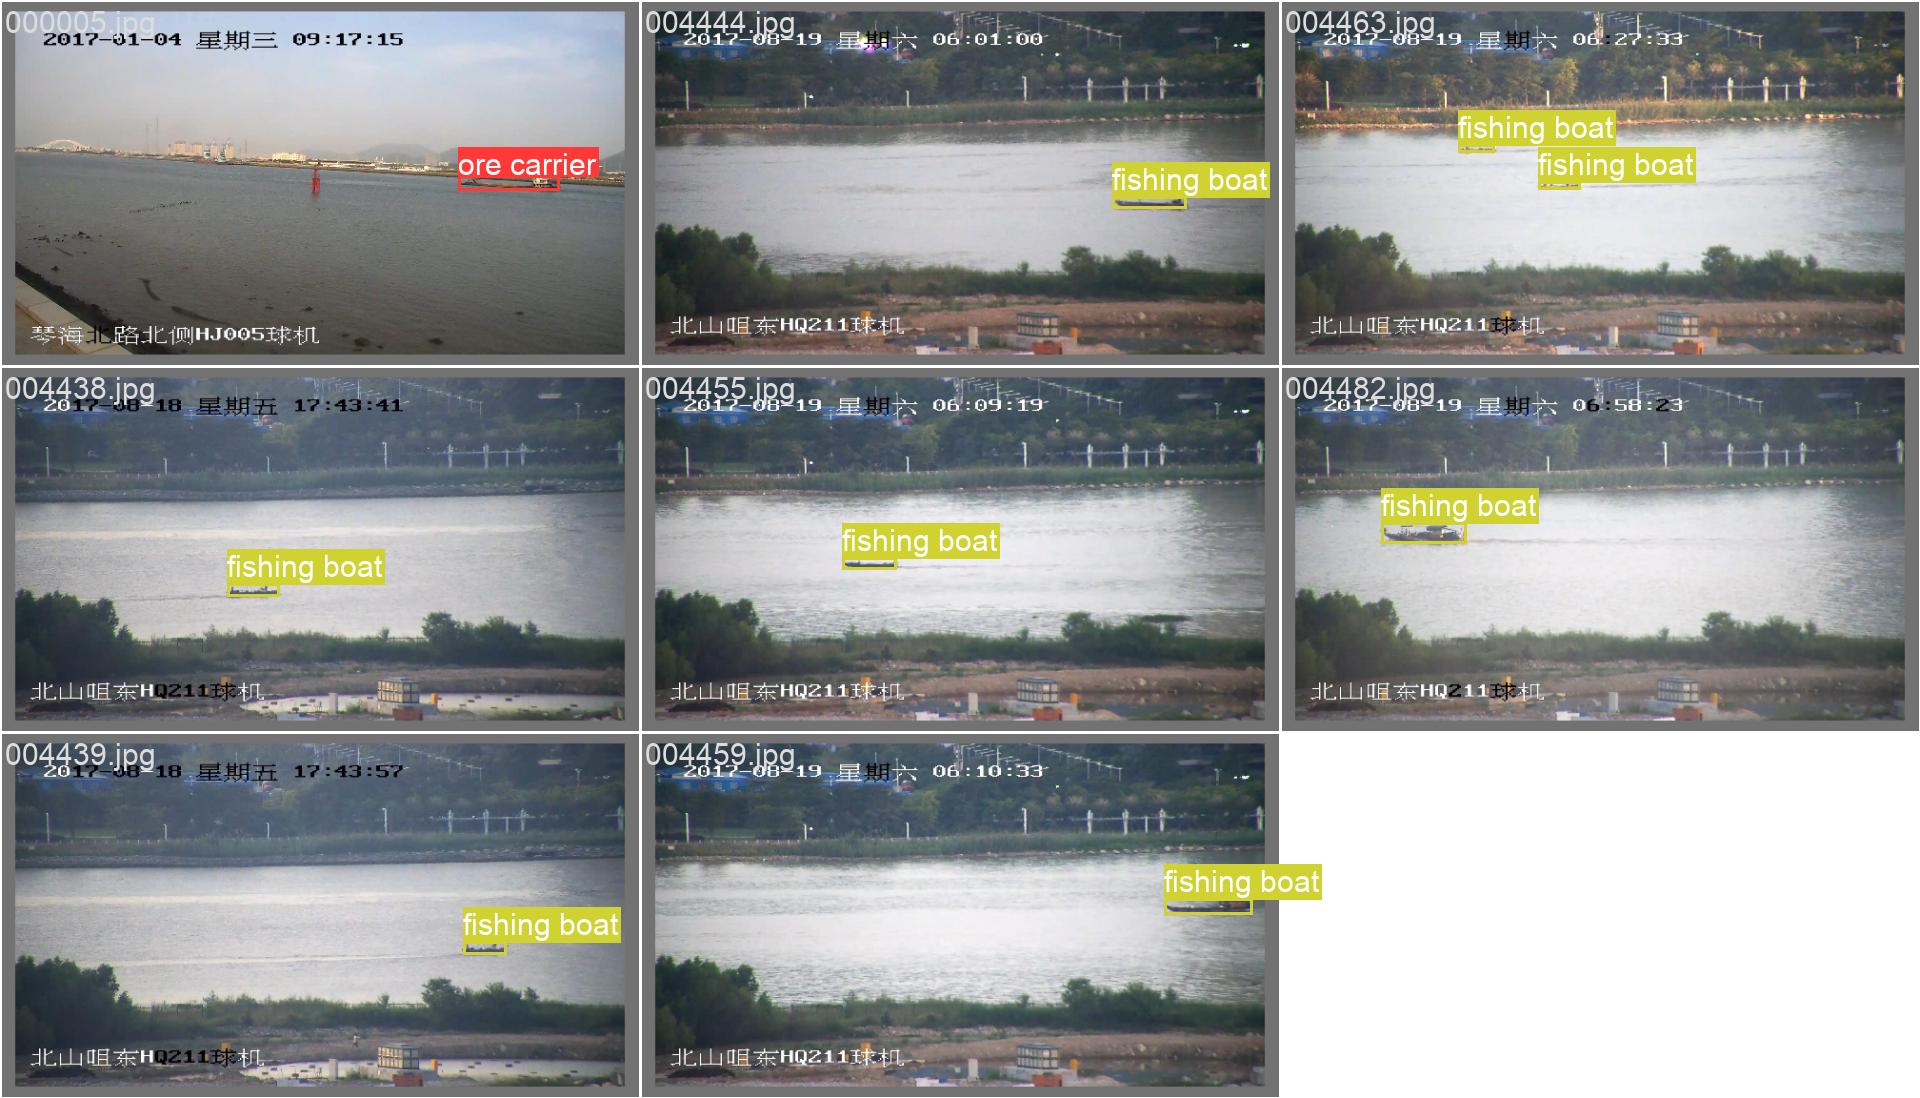 000005.jpg
2017-01-04 星期三 09:17:15
ore carrier
琴海北路北侧HJ005球机
004444.jpg
2017-08-19 星期六 06:01:00
fishing boat
北山咀东HQ211球机
004463.jpg
2017-08-19 星期六 06:27:33
fishing boat
fishing boat
北山咀东HQ211球机
004438.jpg
2017-08-18 星期五 17:43:41
fishing boat
北山咀东HQ211球机
004455.jpg
2017-08-19 星期六 06:09:19
fishing boat
北山咀东HQ211球机
004482.jpg
2017-08-19 星期六 06:58:23
fishing boat
北山咀东HQ211球机
004439.jpg
2017-08-18 星期五 17:43:57
fishing boat
北山咀东HQ211球机
004459.jpg
2017-08-19 星期六 06:10:33
fishing boat
北山咀东HQ211球机